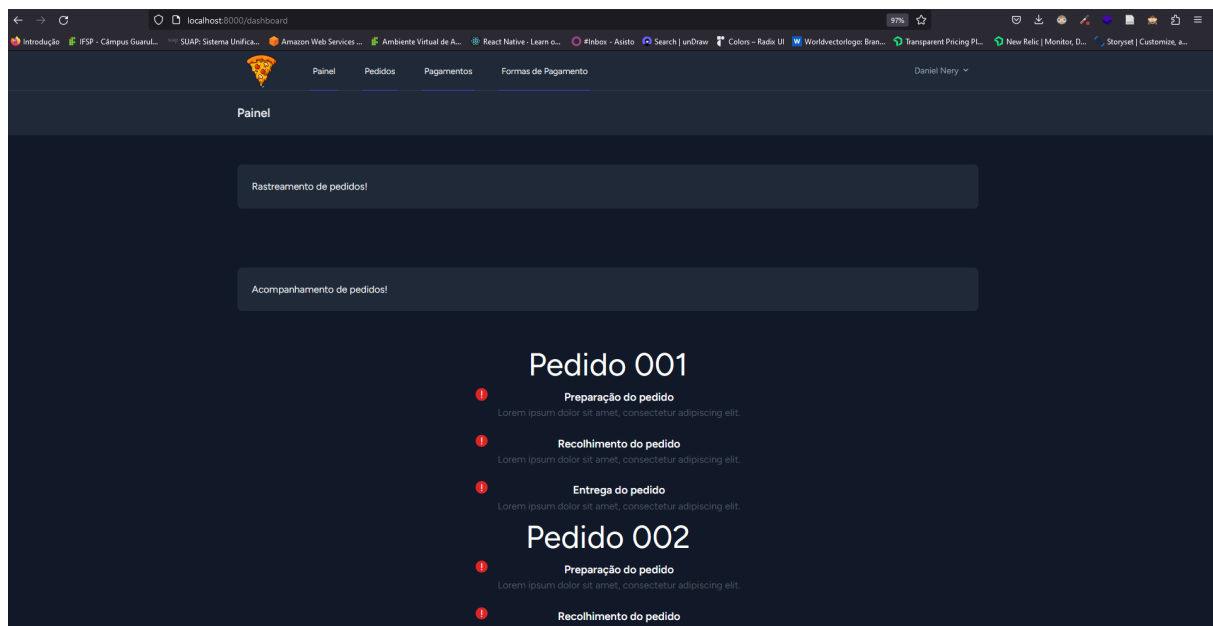 localhost:8000/dashboard 97%
Introdução IFSP - Câmpus Guarul... SUAP: Sistema Unifica... Amazon Web Services ... Ambiente Virtual de A... React Native · Learn o... #Inbox - Asisto Search | unDraw Colors – Radix UI Worldvectorlogo: Bran... Transparent Pricing Pl... New Relic | Monitor, D... Storyset | Customize, a...
Painel Pedidos Pagamentos Formas de Pagamento Daniel Nery
Painel
Rastreamento de pedidos!
Acompanhamento de pedidos!
Pedido 001
Preparação do pedido
Lorem ipsum dolor sit amet, consectetur adipiscing elit.
Recolhimento do pedido
Lorem ipsum dolor sit amet, consectetur adipiscing elit.
Entrega do pedido
Lorem ipsum dolor sit amet, consectetur adipiscing elit.
Pedido 002
Preparação do pedido
Lorem ipsum dolor sit amet, consectetur adipiscing elit.
Recolhimento do pedido